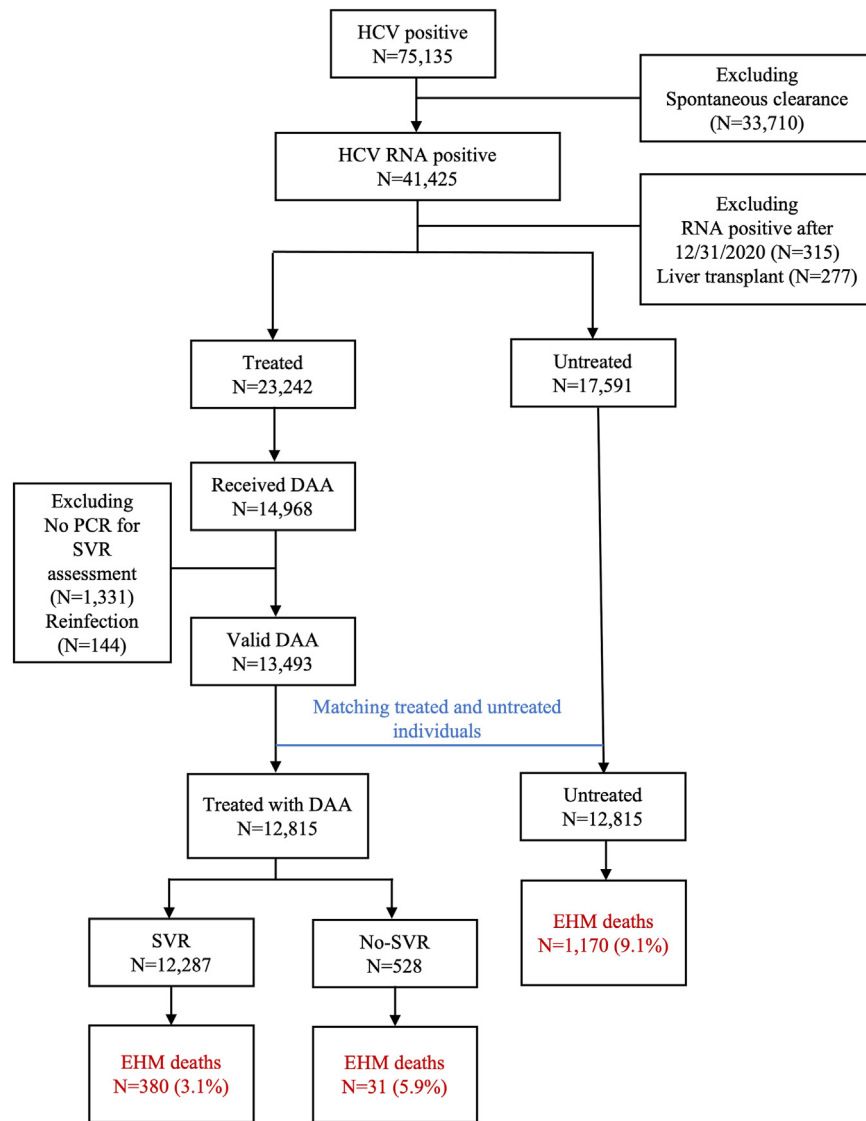 HCV positive
N=75,135
Excluding
Spontaneous clearance
(N=33,710)
HCV RNA positive
N=41,425
Excluding
RNA positive after
12/31/2020 (N=315)
Liver transplant (N=277)
Treated
N=23,242
Untreated
N=17,591
Received DAA
N=14,968
Excluding
No PCR for
SVR
assessment
(N=1,331)
Reinfection
(N=144)
Valid DAA
N=13,493
Matching treated and untreated
individuals
Treated with DAA
N=12,815
Untreated
N=12,815
SVR
N=12,287
No-SVR
N=528
EHM deaths
N=1,170 (9.1%)
EHM deaths
N=380 (3.1%)
EHM deaths
N=31 (5.9%)